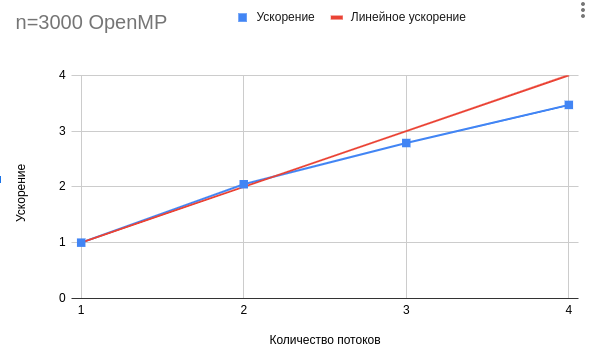 n=3000 OpenMP
Ускорение
Линейное ускорение
4
3
2
1
0
Ускорение
1
2
3
4
Количество потоков